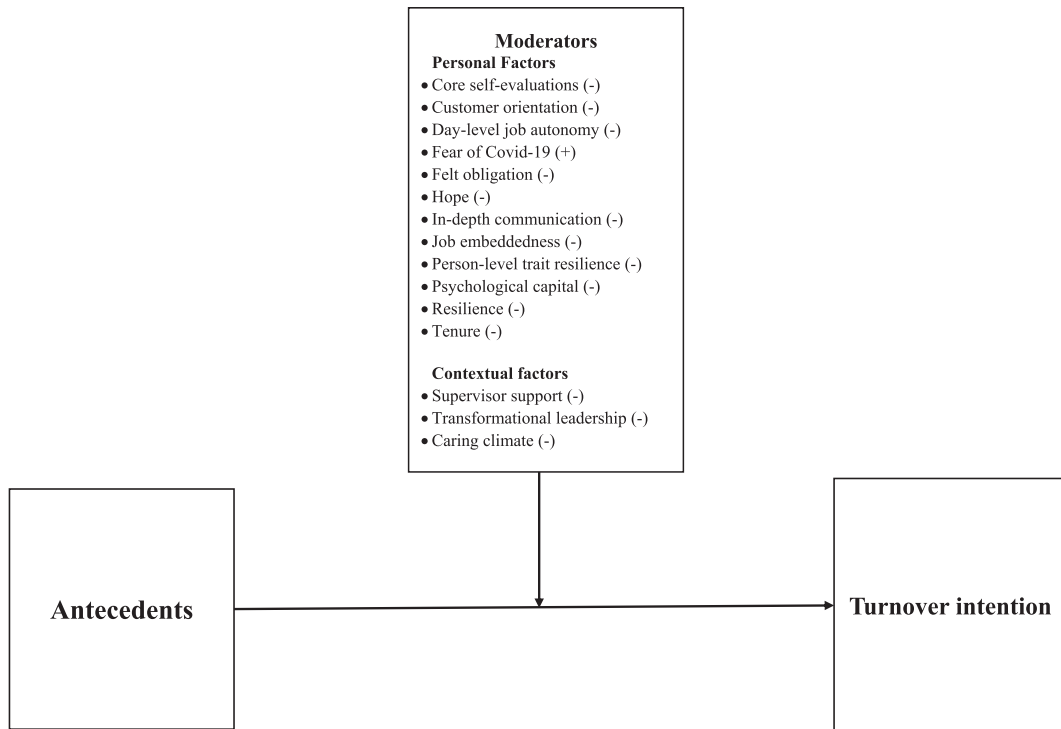 Moderators
Personal Factors
• Core self-evaluations (-)
• Customer orientation (-)
• Day-level job autonomy (-)
• Fear of Covid-19 (+)
• Felt obligation (-)
• Hope (-)
• In-depth communication (-)
• Job embeddedness (-)
• Person-level trait resilience (-)
• Psychological capital (-)
• Resilience (-)
• Tenure (-)
Contextual factors
• Supervisor support (-)
• Transformational leadership (-)
• Caring climate (-)
Antecedents
Turnover intention